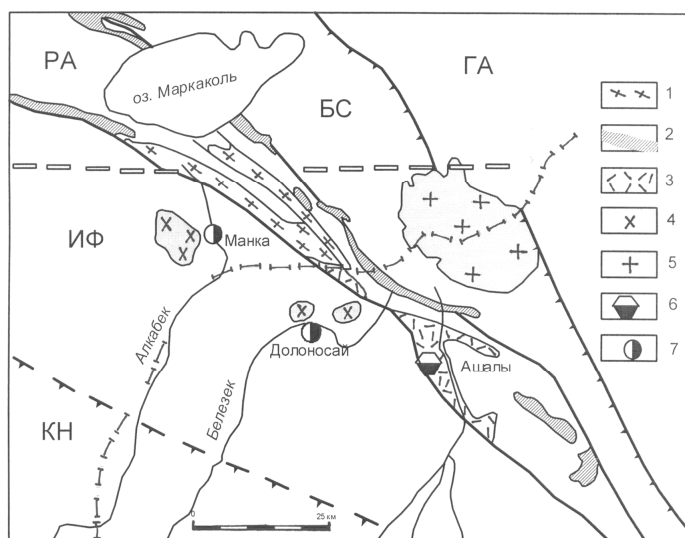 РА
оз. Маркаколь
БС
ГА
1
2
3
4
5
6
7
ИФ
Манка
Алкабек
Долоносай
Белезек
Ашалы
КН
0
25 км